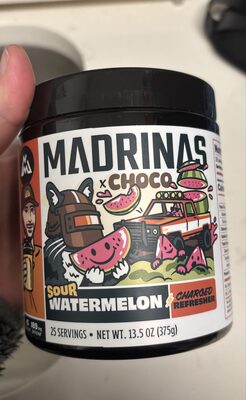 MADRINAS
x CHOCO
SOUR
WATERMELON
CHARGED
REFRESHER
25 SERVINGS • NET WT. 13.5 OZ (375g)